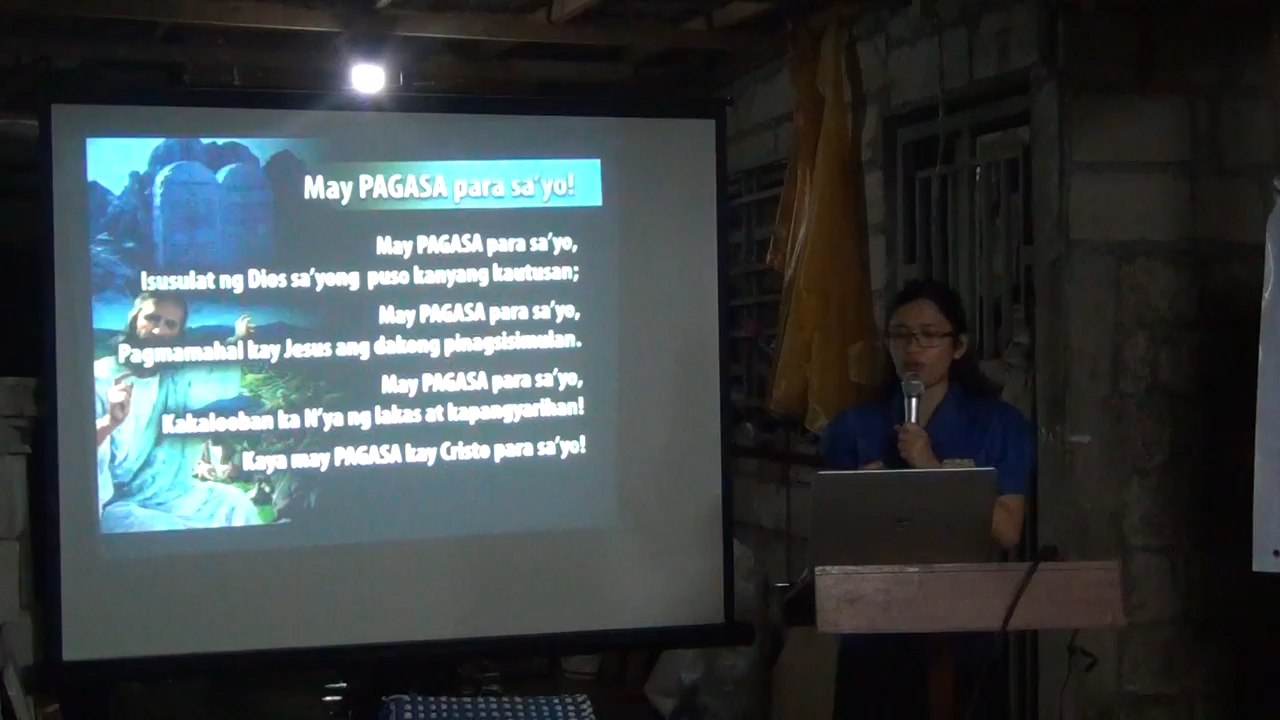 May PAGASA para sa'yo!
May PAGASA para sa'yo,
Isusulat ng Dios sa'yong puso kanyang kautusan;
May PAGASA para sa'yo,
Pagmamahal kay Jesus ang dakong pinagsisimulan.
May PAGASA para sa'yo,
Kakalooban ka N'ya ng lakas at kapangyarihan!
Kaya may PAGASA kay Cristo para sa'yo!